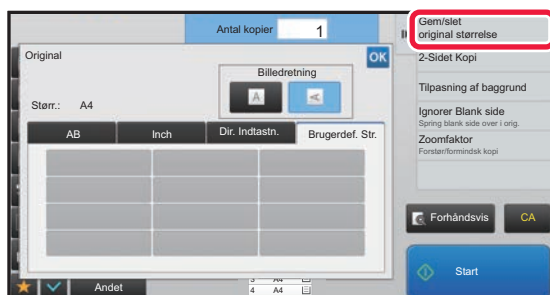 Antal kopier 1
Gem/slet
original størrelse
Original
OK
2-Sidet Kopi
Billedretning
Tilpasning af baggrund
A A
Størr.: A4
Ignorer Blank side
Spring blank side over i orig.
AB Inch Dir. Indtastn. Brugerdef. Str.
Zoomfaktor
Forstør/formindsk kopi
Forhåndsvis CA
Start
Andet
3 A4
4 A4